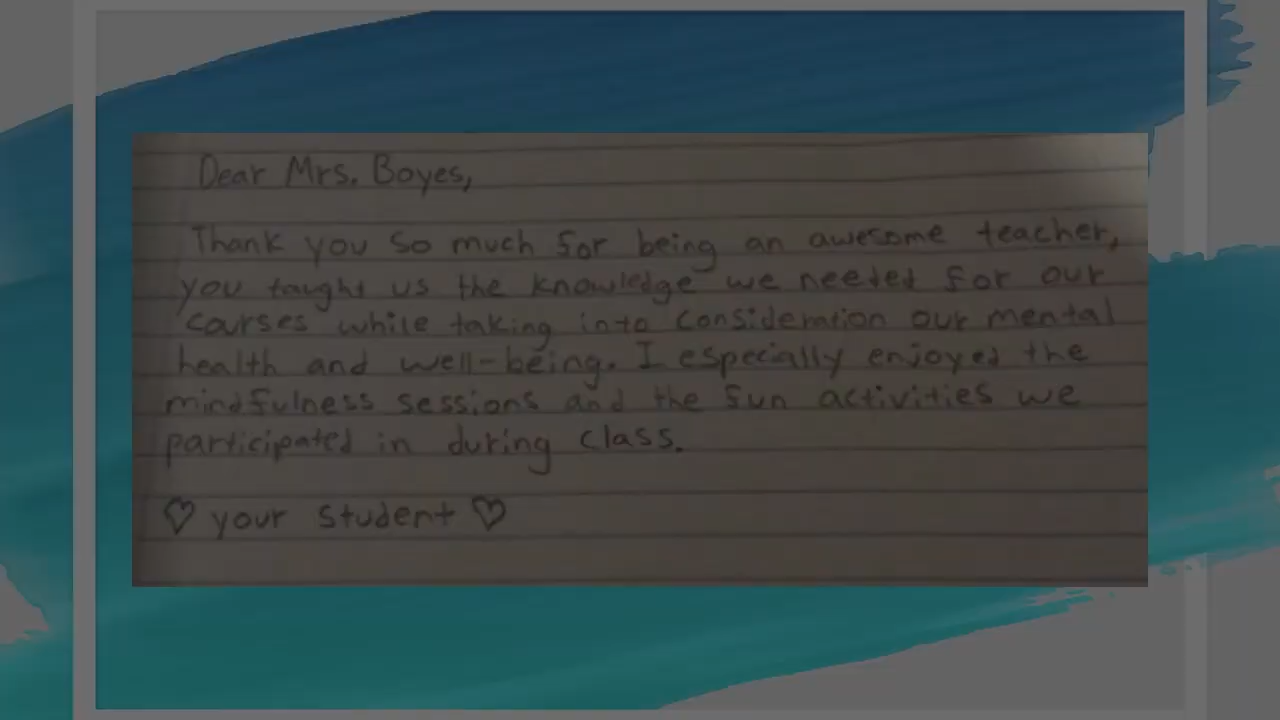 Dear Mrs. Boyes,
Thank you so much for being an awesome teacher,
you taught us the knowledge we needed for our
courses while taking into consideration our mental
health and well-being. I especially enjoyed the
mindfulness sessions and the fun activities we
participated in during class.
♡ your student ♡